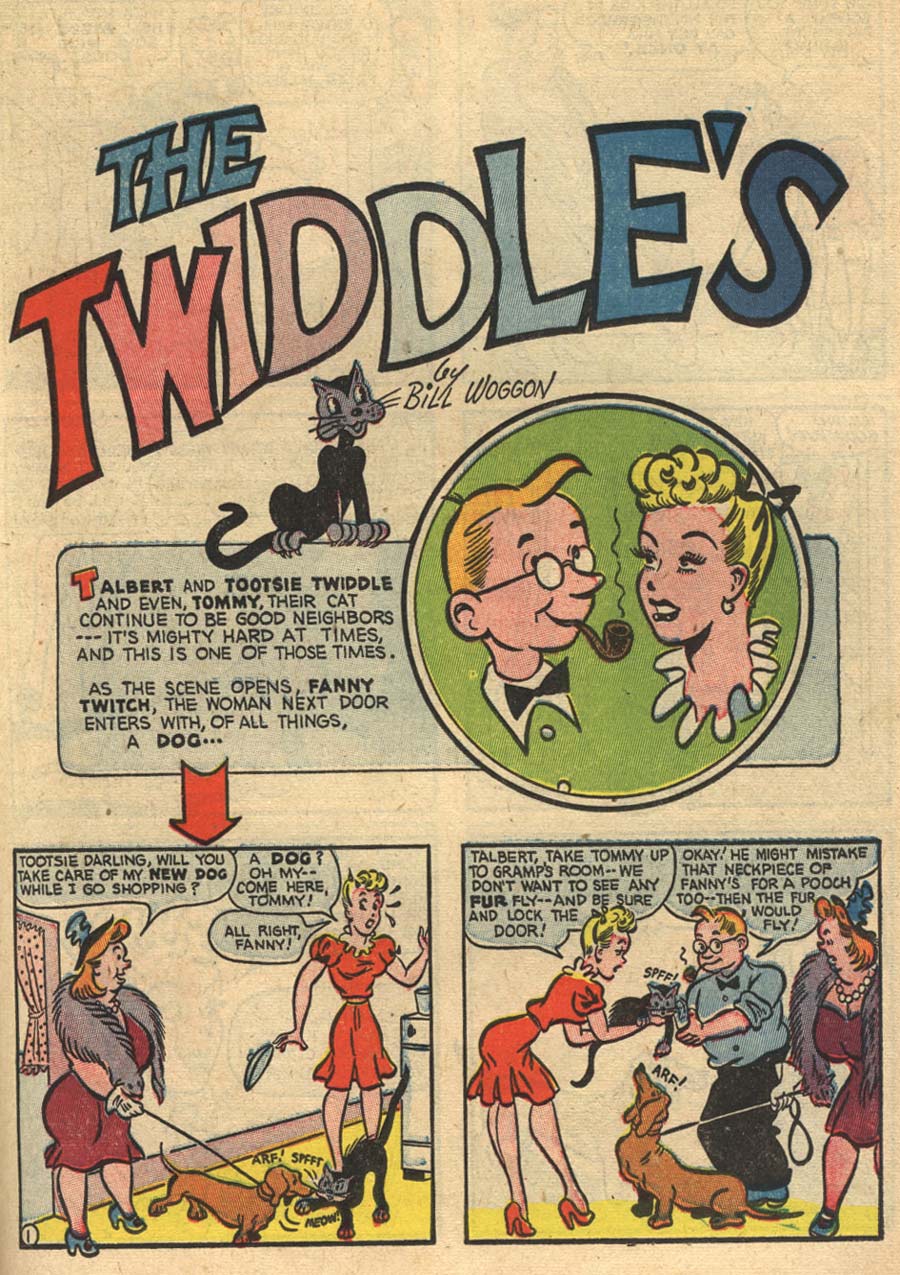 THE
TWIDDLE'S
by
BILL WOGGON
TALBERT AND TOOTSIE TWIDDLE
AND EVEN, TOMMY, THEIR CAT
CONTINUE TO BE GOOD NEIGHBORS
--- IT'S MIGHTY HARD AT TIMES,
AND THIS IS ONE OF THOSE TIMES.
AS THE SCENE OPENS, FANNY
TWITCH, THE WOMAN NEXT DOOR
ENTERS WITH, OF ALL THINGS,
A DOG...
TOOTSIE DARLING, WILL YOU
TAKE CARE OF MY NEW DOG
WHILE I GO SHOPPING?
A DOG?
OH MY--
COME HERE,
TOMMY!
ALL RIGHT,
FANNY!
ARF! SPFFT
MEOW!
1
TALBERT, TAKE TOMMY UP
TO GRAMP'S ROOM--WE
DON'T WANT TO SEE ANY
FUR FLY--AND BE SURE
AND LOCK THE
DOOR!
OKAY! HE MIGHT MISTAKE
THAT NECKPIECE OF
FANNY'S FOR A POOCH
TOO--THEN THE FUR
WOULD
FLY!
SPFF!
ARF!